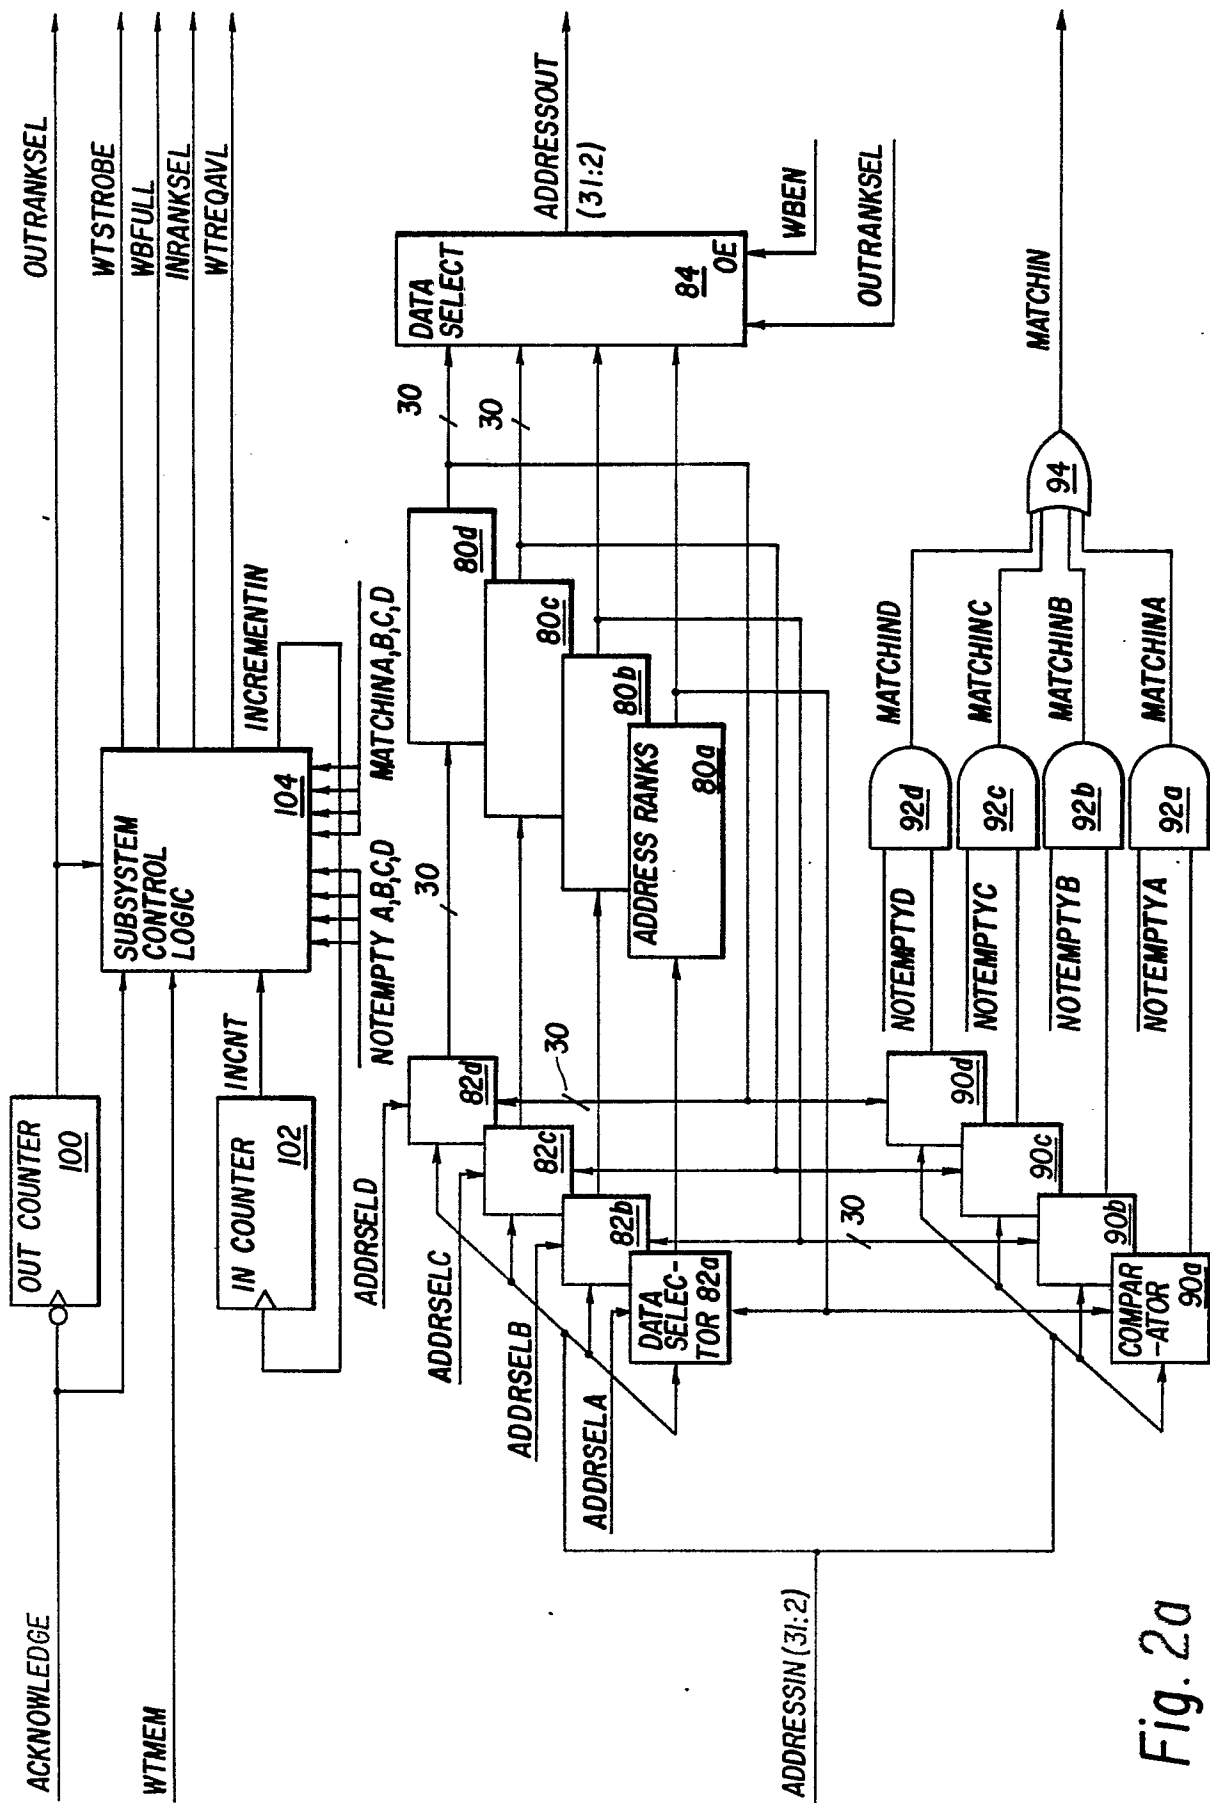 ACKNOWLEDGE
WTMEM
OUT COUNTER
100
OUTRANKSEL
IN COUNTER
102
INCNT
SUBSYSTEM
CONTROL
LOGIC
104
WTSTROBE
WBFULL
INRANKSEL
WTREQAVL
INCREMENTIN
NOTEMPTY A,B,C,D
MATCHINA,B,C,D
ADDRSELD
ADDRSELC
ADDRSELB
ADDRSELA
82d
82c
82b
DATA
SELEC-
TOR 82a
30
30
80d
80c
80b
ADDRESS RANKS
80a
30
30
DATA
SELECT
84
OE
ADDRESSOUT
(31:2)
WBEN
OUTRANKSEL
ADDRESSIN (31:2)
30
90d
90c
90b
COMPAR
-ATOR
90a
NOTEMPTYD
NOTEMPTYC
NOTEMPTYB
NOTEMPTYA
92d
92c
92b
92a
MATCHIND
MATCHINC
MATCHINB
MATCHINA
94
MATCHIN
Fig. 2a